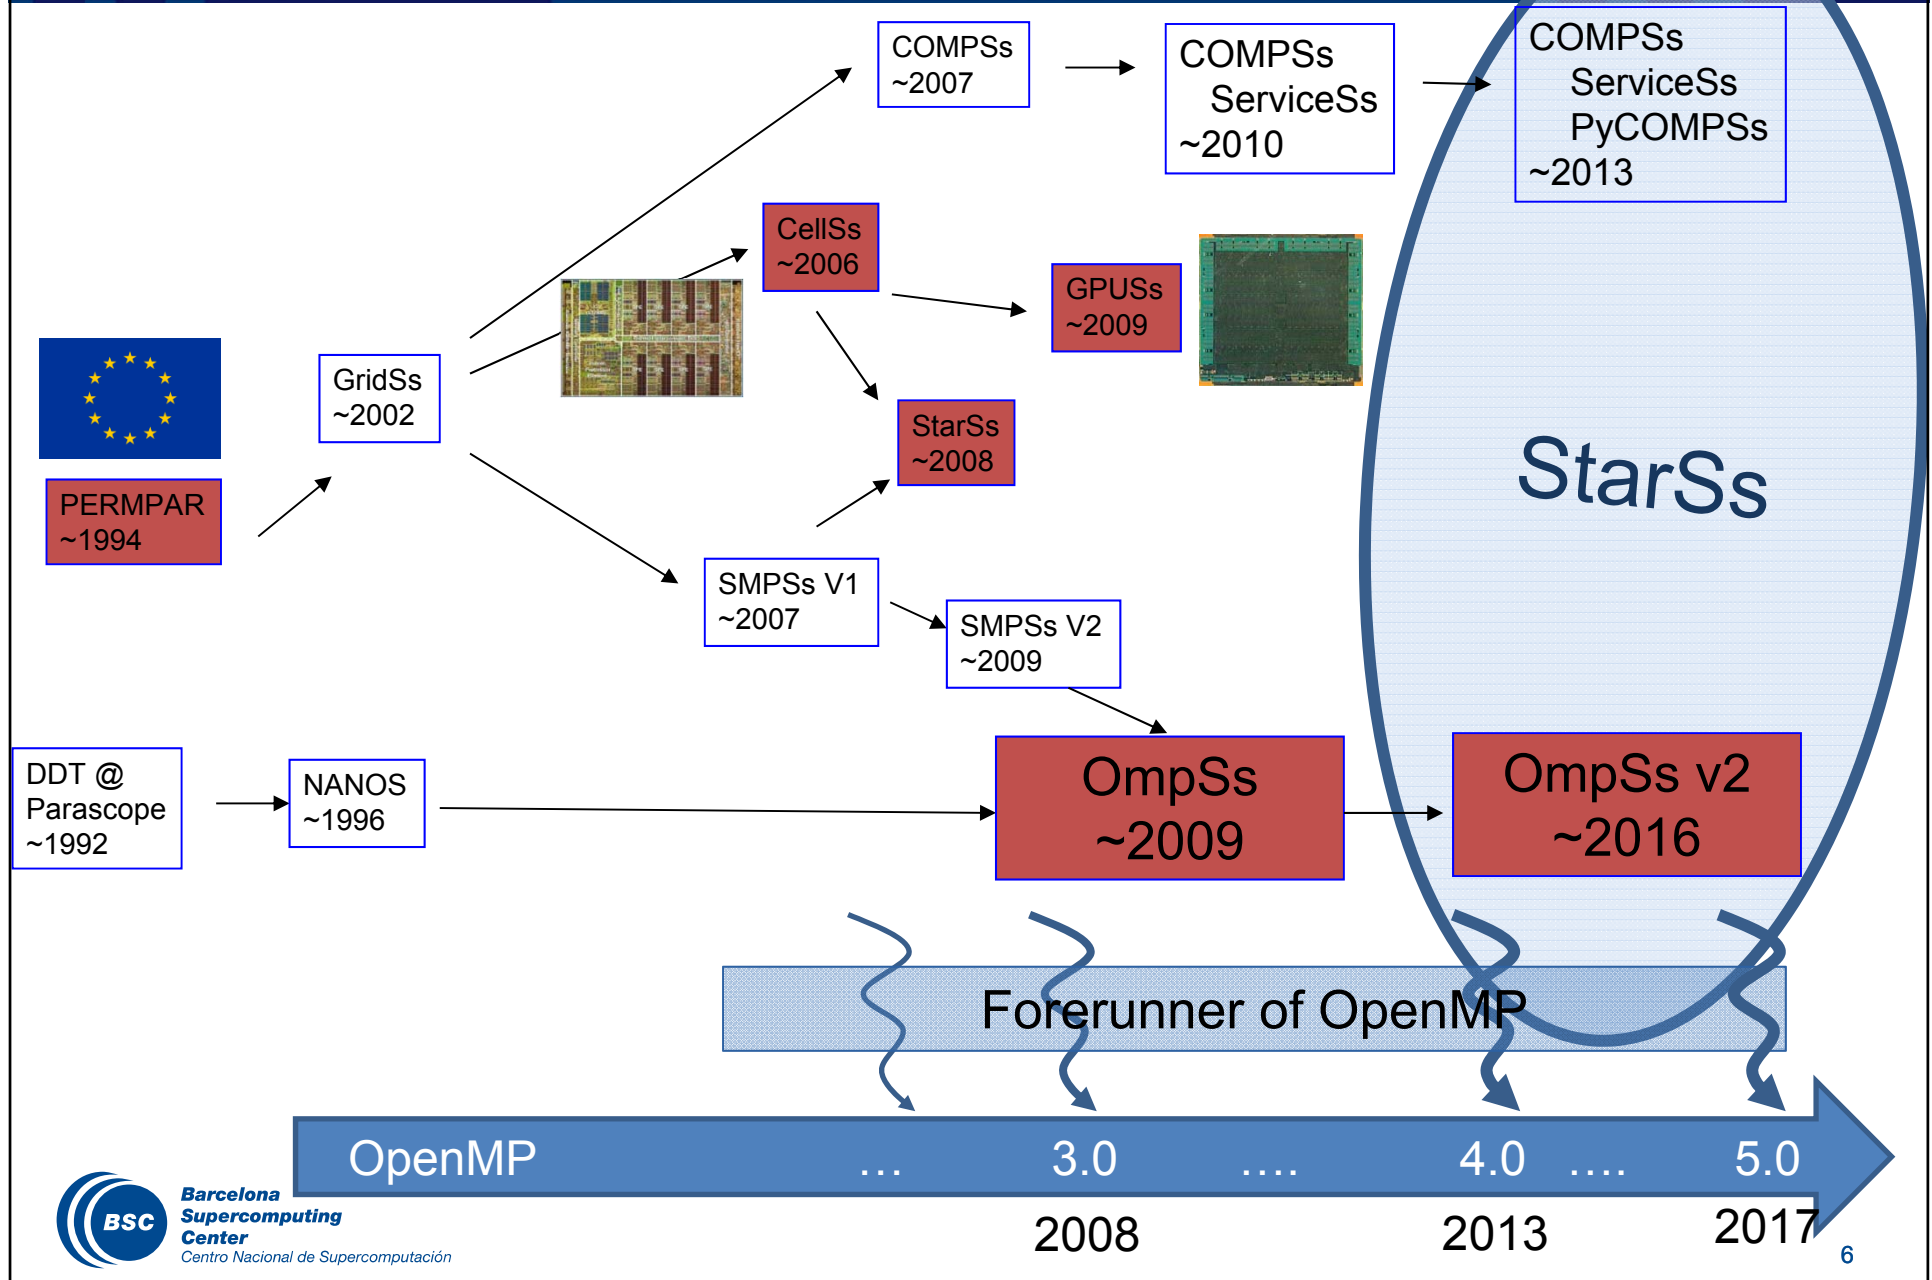 COMPSs
~2007
COMPSs
ServiceSs
~2010
COMPSs
ServiceSs
PyCOMPSs
~2013
CellSs
~2006
GPUSs
~2009
GridSs
~2002
StarSs
~2008
StarSs
PERMPAR
~1994
SMPSs V1
~2007
SMPSs V2
~2009
DDT @
Parascope
~1992
NANOS
~1996
OmpSs
~2009
OmpSs v2
~2016
Forerunner of OpenMP
OpenMP ... 3.0 .... 4.0 .... 5.0
2008 2013 2017
BSC
Barcelona
Supercomputing
Center
Centro Nacional de Supercomputación
6